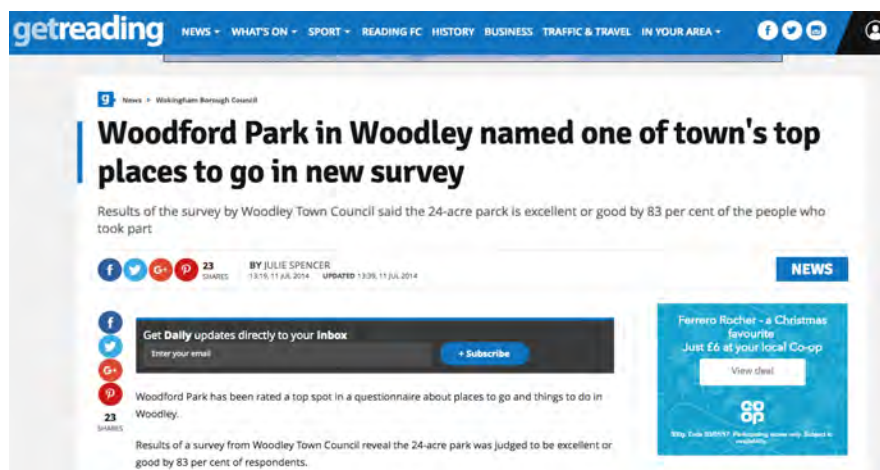 getreading NEWS WHAT'S ON SPORT READING FC HISTORY BUSINESS TRAFFIC & TRAVEL IN YOUR AREA
g News > Wokingham Borough Council
Woodford Park in Woodley named one of town's top
places to go in new survey
Results of the survey by Woodley Town Council said the 24-acre parck is excellent or good by 83 per cent of the people who
took part
23
SHARES
BY JULIE SPENCER
13:19, 11 JUL 2014 UPDATED 13:39, 11 JUL 2014
NEWS
Get Daily updates directly to your Inbox
Enter your email
+ Subscribe
23
SHARES
Woodford Park has been rated a top spot in a questionnaire about places to go and things to do in
Woodley.
Results of a survey from Woodley Town Council reveal the 24-acre park was judged to be excellent or
good by 83 per cent of respondents.
Ferrero Rocher - a Christmas
favourite
Just £6 at your local Co-op
View deal
CO
OP
Participating stores only. Subject to
availability.